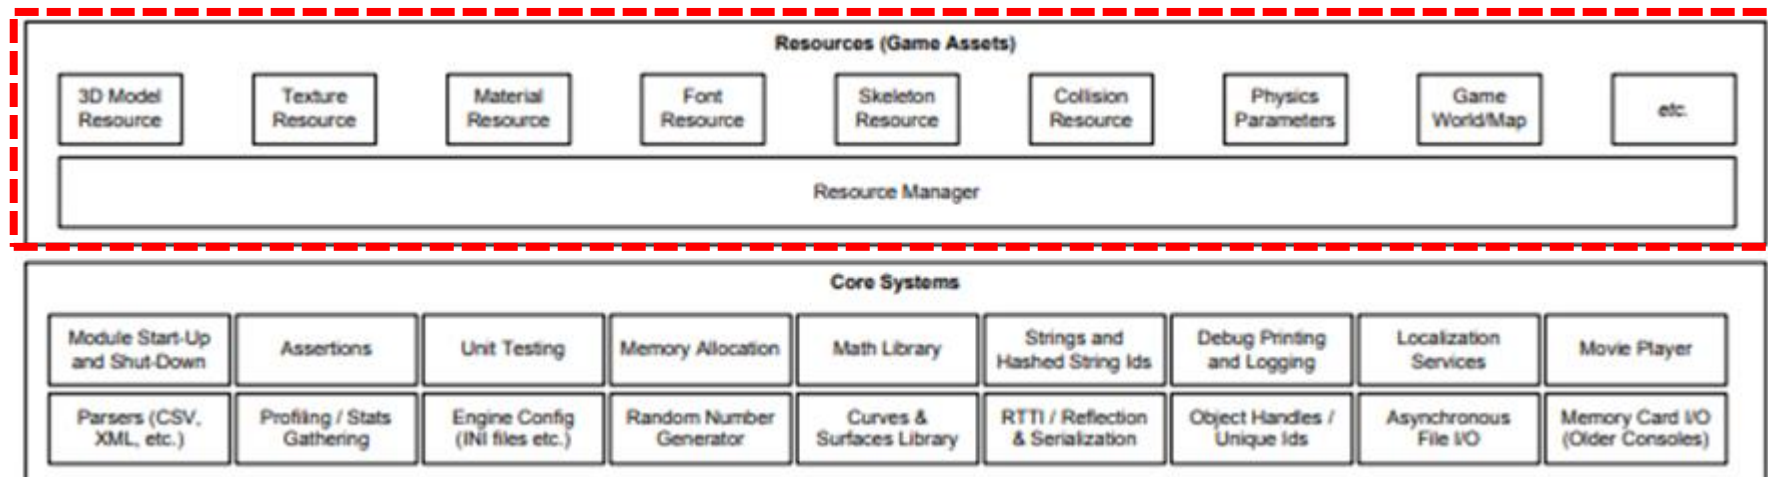 Resources (Game Assets)
3D Model
Resource
Texture
Resource
Material
Resource
Font
Resource
Skeleton
Resource
Collision
Resource
Physics
Parameters
Game
World/Map
etc.
Resource Manager
Core Systems
Module Start-Up
and Shut-Down
Assertions
Unit Testing
Memory Allocation
Math Library
Strings and
Hashed String Ids
Debug Printing
and Logging
Localization
Services
Movie Player
Parsers (CSV,
XML, etc.)
Profiling / Stats
Gathering
Engine Config
(INI files etc.)
Random Number
Generator
Curves &
Surfaces Library
RTTI / Reflection
& Serialization
Object Handles /
Unique Ids
Asynchronous
File I/O
Memory Card I/O
(Older Consoles)